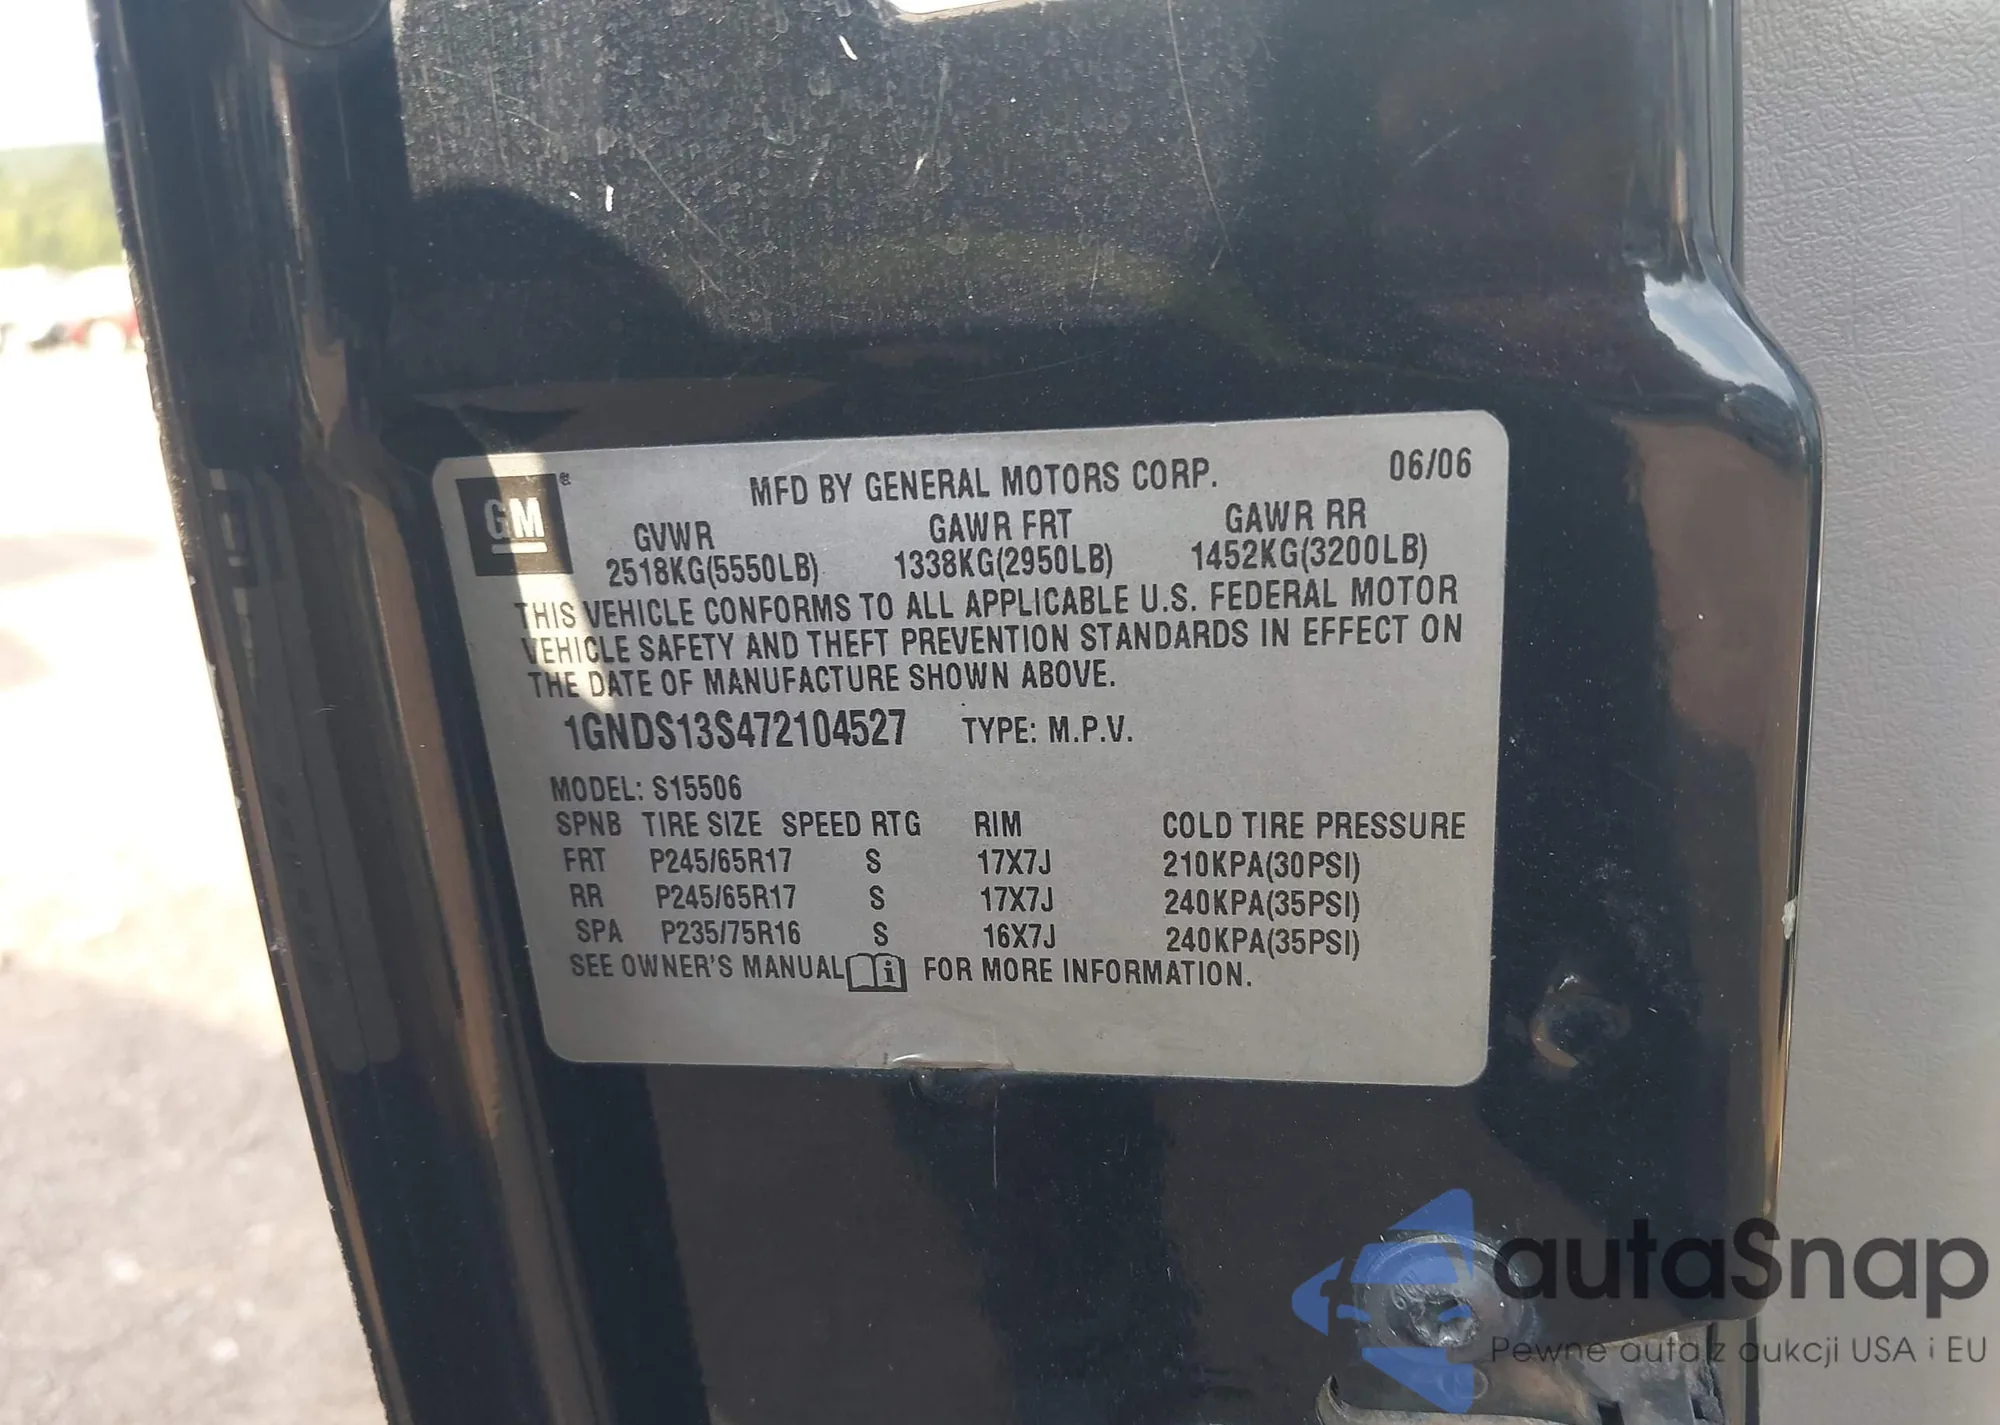 GM®
MFD BY GENERAL MOTORS CORP. 06/06
GVWR GAWR FRT GAWR RR
2518KG(5550LB) 1338KG(2950LB) 1452KG(3200LB)
THIS VEHICLE CONFORMS TO ALL APPLICABLE U.S. FEDERAL MOTOR
VEHICLE SAFETY AND THEFT PREVENTION STANDARDS IN EFFECT ON
THE DATE OF MANUFACTURE SHOWN ABOVE.
1GNDS13S472104527 TYPE: M.P.V.
MODEL: S15506
SPNB TIRE SIZE SPEED RTG RIM COLD TIRE PRESSURE
FRT P245/65R17 S 17X7J 210KPA(30PSI)
RR P245/65R17 S 17X7J 240KPA(35PSI)
SPA P235/75R16 S 16X7J 240KPA(35PSI)
SEE OWNER'S MANUAL i FOR MORE INFORMATION.
autaSnap
Pewne auta z aukcji USA i EU